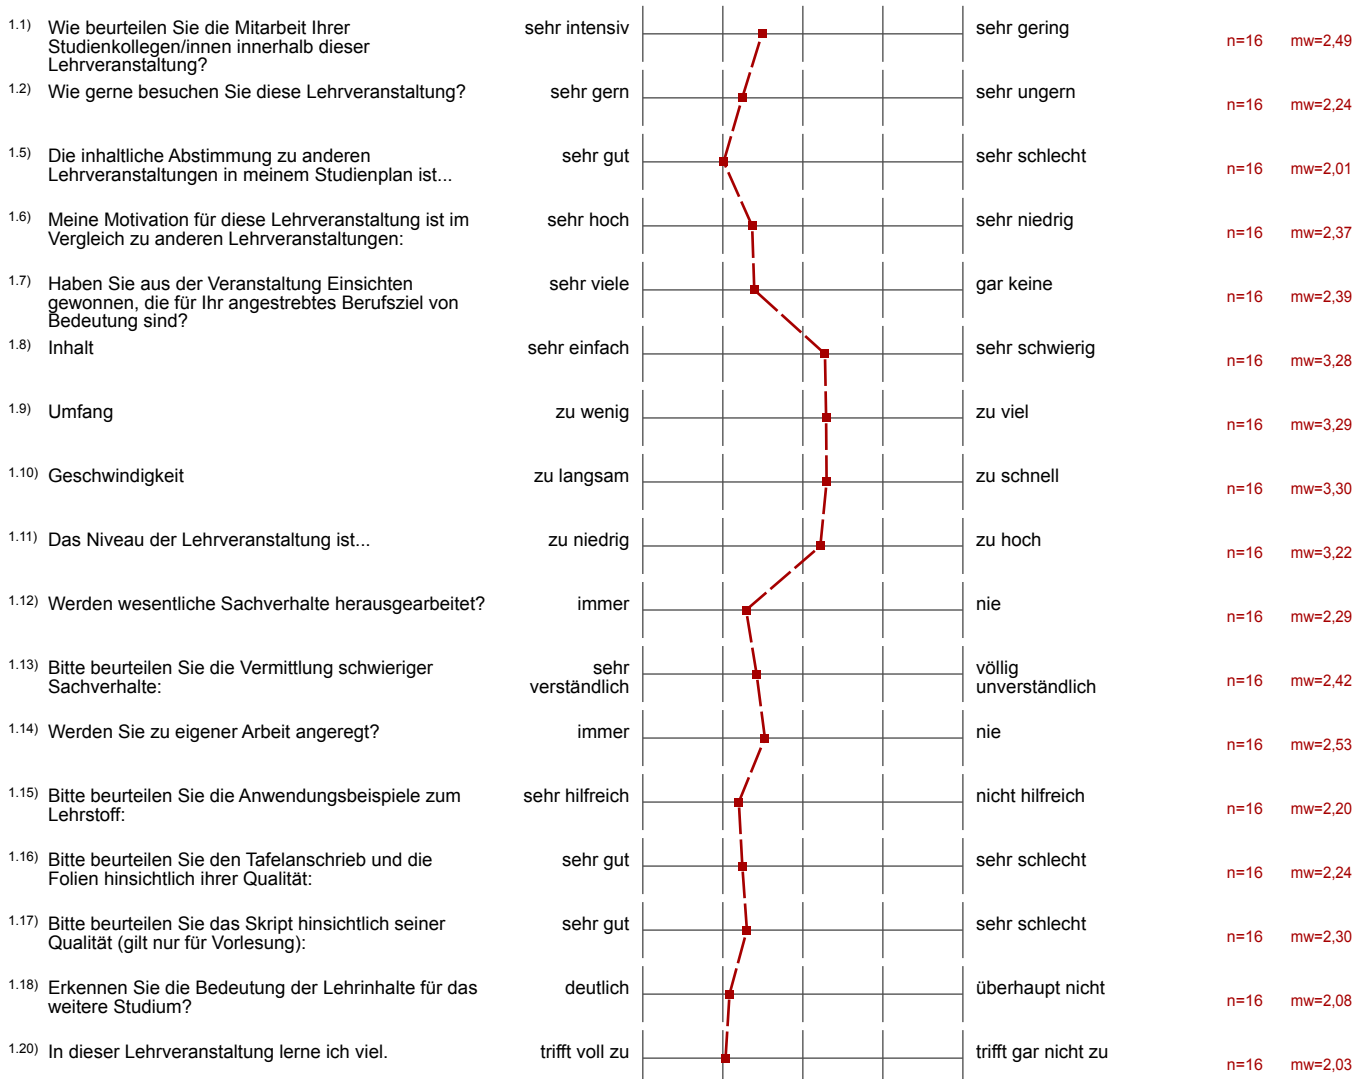 1.1) Wie beurteilen Sie die Mitarbeit Ihrer sehr intensiv sehr gering n=16 mw=2,49
Studienkollegen/innen innerhalb dieser
Lehrveranstaltung?
1.2) Wie gerne besuchen Sie diese Lehrveranstaltung? sehr gern sehr ungern n=16 mw=2,24
1.5) Die inhaltliche Abstimmung zu anderen sehr gut sehr schlecht n=16 mw=2,01
Lehrveranstaltungen in meinem Studienplan ist...
1.6) Meine Motivation für diese Lehrveranstaltung ist im sehr hoch sehr niedrig n=16 mw=2,37
Vergleich zu anderen Lehrveranstaltungen:
1.7) Haben Sie aus der Veranstaltung Einsichten sehr viele gar keine n=16 mw=2,39
gewonnen, die für Ihr angestrebtes Berufsziel von
Bedeutung sind?
1.8) Inhalt sehr einfach sehr schwierig n=16 mw=3,28
1.9) Umfang zu wenig zu viel n=16 mw=3,29
1.10) Geschwindigkeit zu langsam zu schnell n=16 mw=3,30
1.11) Das Niveau der Lehrveranstaltung ist... zu niedrig zu hoch n=16 mw=3,22
1.12) Werden wesentliche Sachverhalte herausgearbeitet? immer nie n=16 mw=2,29
1.13) Bitte beurteilen Sie die Vermittlung schwieriger sehr völlig n=16 mw=2,42
Sachverhalte: verständlich unverständlich
1.14) Werden Sie zu eigener Arbeit angeregt? immer nie n=16 mw=2,53
1.15) Bitte beurteilen Sie die Anwendungsbeispiele zum sehr hilfreich nicht hilfreich n=16 mw=2,20
Lehrstoff:
1.16) Bitte beurteilen Sie den Tafelanschrieb und die sehr gut sehr schlecht n=16 mw=2,24
Folien hinsichtlich ihrer Qualität:
1.17) Bitte beurteilen Sie das Skript hinsichtlich seiner sehr gut sehr schlecht n=16 mw=2,30
Qualität (gilt nur für Vorlesung):
1.18) Erkennen Sie die Bedeutung der Lehrinhalte für das deutlich überhaupt nicht n=16 mw=2,08
weitere Studium?
1.20) In dieser Lehrveranstaltung lerne ich viel. trifft voll zu trifft gar nicht zu n=16 mw=2,03